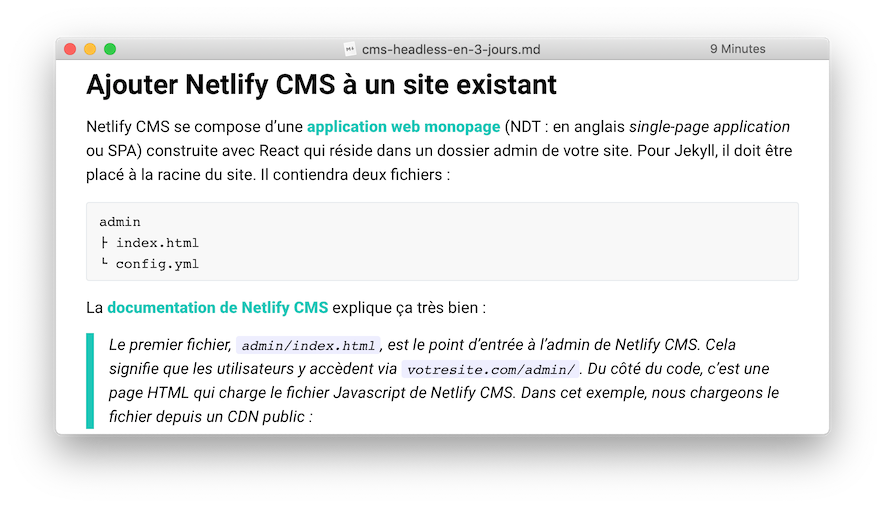 cms-headless-en-3-jours.md
9 Minutes
Ajouter Netlify CMS à un site existant
Netlify CMS se compose d’une application web monopage (NDT : en anglais single-page application
ou SPA) construite avec React qui réside dans un dossier admin de votre site. Pour Jekyll, il doit être
placé à la racine du site. Il contiendra deux fichiers :
admin
├ index.html
└ config.yml
La documentation de Netlify CMS explique ça très bien :
Le premier fichier, admin/index.html, est le point d’entrée à l’admin de Netlify CMS. Cela
signifie que les utilisateurs y accèdent via votresite.com/admin/. Du côté du code, c’est une
page HTML qui charge le fichier Javascript de Netlify CMS. Dans cet exemple, nous chargeons le
fichier depuis un CDN public :